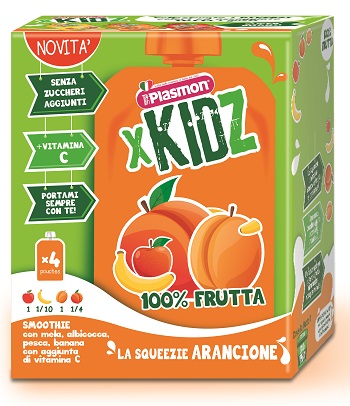 NOVITA'
SENZA
ZUCCHERI
AGGIUNTI
+VITAMINA
C
PORTAMI
SEMPRE
CON TE!
x4
pouches
1 1/10 1 1/4
SMOOTHIE
con mela, albicocca,
pesca, banana
con aggiunta
di vitamina C
Plasmon
xKIDZ
100% FRUTTA
LA SQUEEZIE ARANCIONE